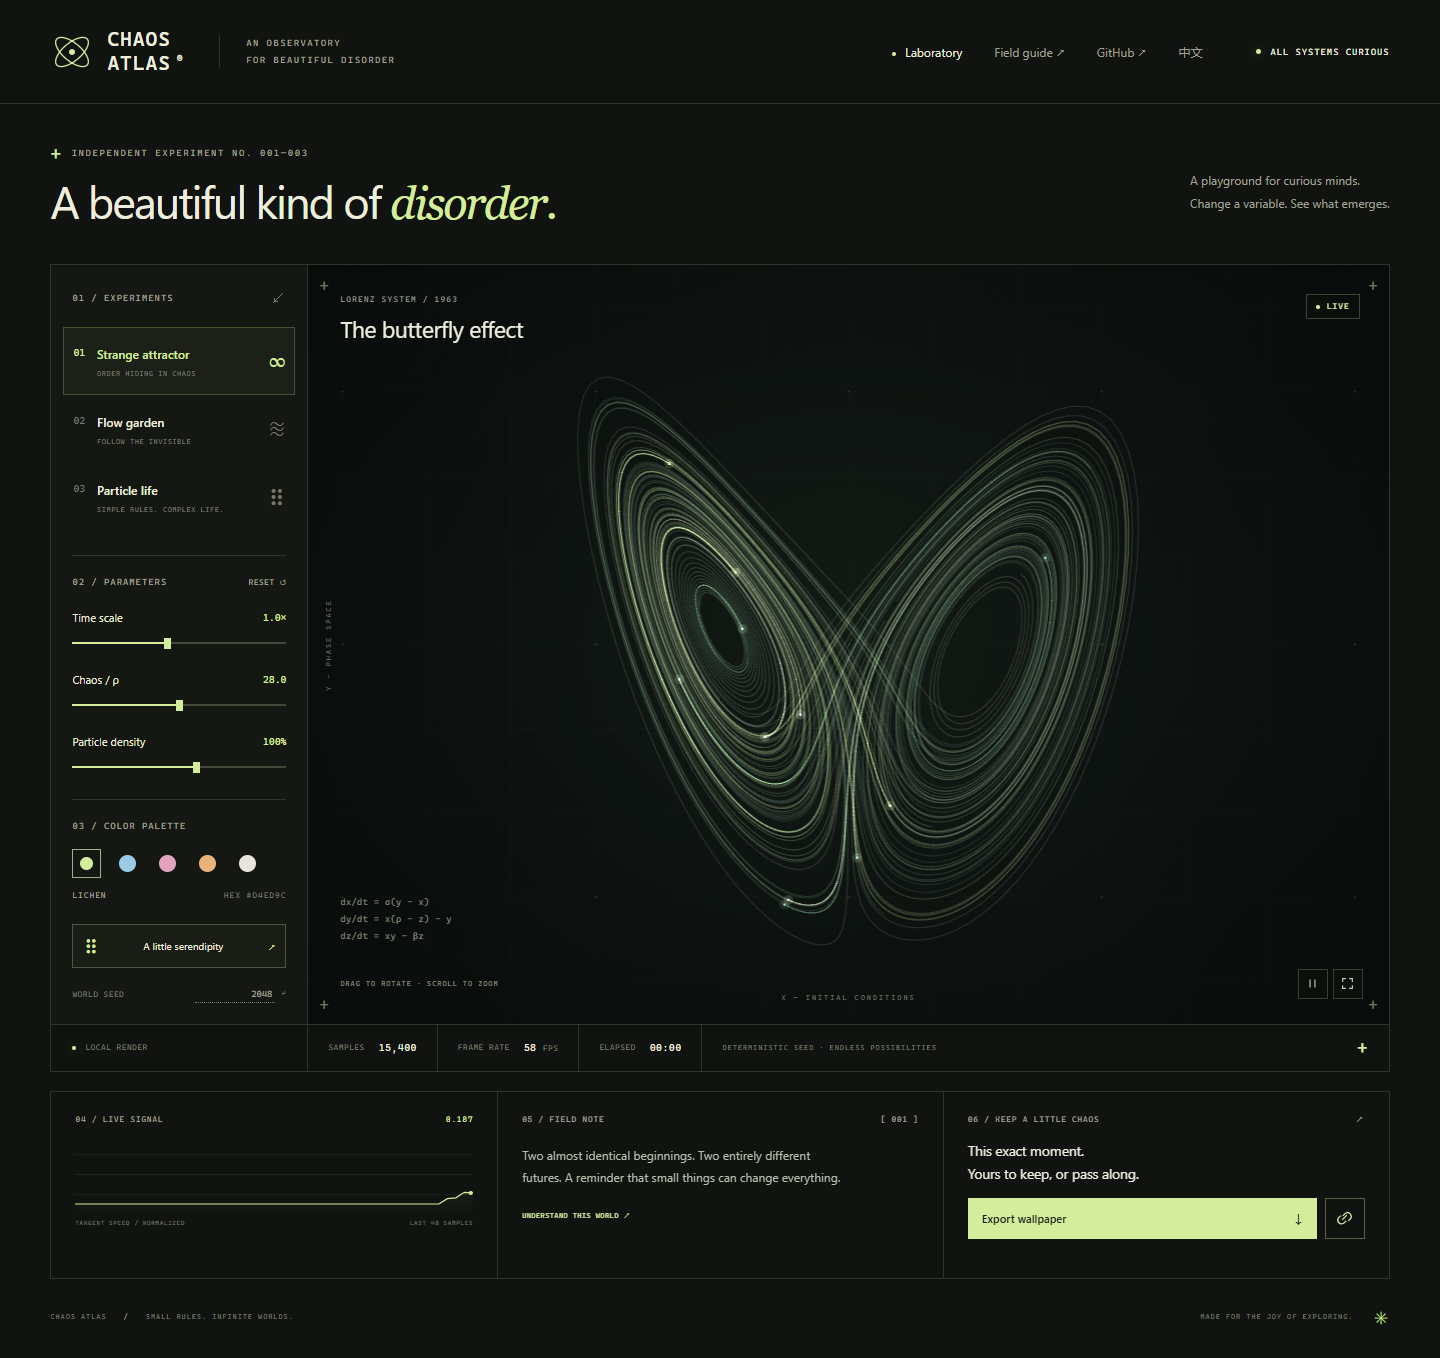 CHAOS
ATLAS ®
AN OBSERVATORY
FOR BEAUTIFUL DISORDER
Laboratory
Field guide ↗
GitHub ↗
中文
ALL SYSTEMS CURIOUS
+ INDEPENDENT EXPERIMENT NO. 001—003
A beautiful kind of disorder.
A playground for curious minds.
Change a variable. See what emerges.
01 / EXPERIMENTS
01 Strange attractor
ORDER HIDING IN CHAOS
02 Flow garden
FOLLOW THE INVISIBLE
03 Particle life
SIMPLE RULES. COMPLEX LIFE.
02 / PARAMETERS
RESET ↺
Time scale 1.0×
Chaos / ρ 28.0
Particle density 100%
03 / COLOR PALETTE
LICHEN HEX #D4ED9C
A little serendipity ↗
WORLD SEED 2048
LORENZ SYSTEM / 1963
The butterfly effect
LIVE
Y — PHASE SPACE
dx/dt = σ(y − x)
dy/dt = x(ρ − z) − y
dz/dt = xy − βz
DRAG TO ROTATE · SCROLL TO ZOOM
X — INITIAL CONDITIONS
LOCAL RENDER
SAMPLES 15,400
FRAME RATE 58 FPS
ELAPSED 00:00
DETERMINISTIC SEED · ENDLESS POSSIBILITIES
04 / LIVE SIGNAL 0.187
TANGENT SPEED / NORMALIZED
LAST 48 SAMPLES
05 / FIELD NOTE [ 001 ]
Two almost identical beginnings. Two entirely different
futures. A reminder that small things can change everything.
UNDERSTAND THIS WORLD ↗
06 / KEEP A LITTLE CHAOS ↗
This exact moment.
Yours to keep, or pass along.
Export wallpaper ↓
CHAOS ATLAS / SMALL RULES. INFINITE WORLDS.
MADE FOR THE JOY OF EXPLORING.